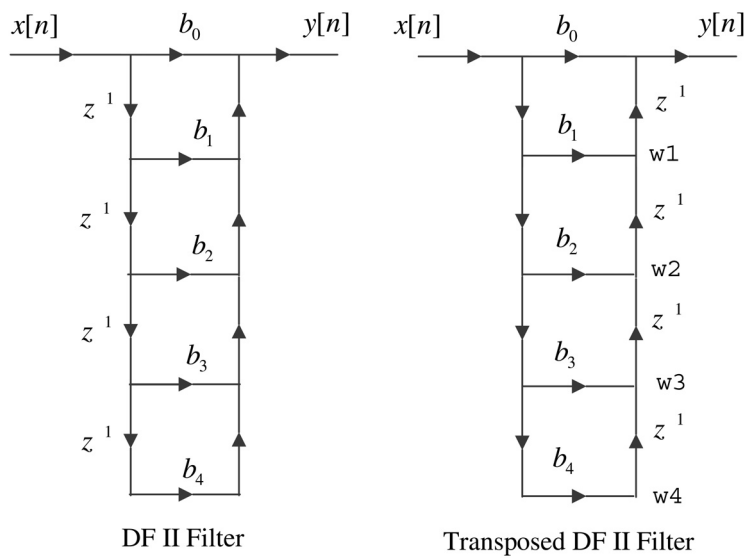 x[n] b₀ y[n]
z 1
b₁
z 1
b₂
z 1
b₃
z 1
b₄
DF II Filter
x[n] b₀ y[n]
z 1
b₁
w1
z 1
b₂
w2
z 1
b₃
w3
z 1
b₄
w4
Transposed DF II Filter